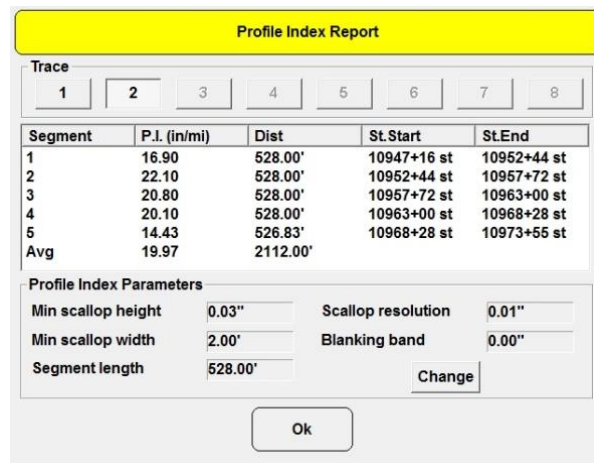 Profile Index Report
Trace
1 2 3 4 5 6 7 8
Segment P.I. (in/mi) Dist St.Start St.End
1 16.90 528.00' 10947+16 st 10952+44 st
2 22.10 528.00' 10952+44 st 10957+72 st
3 20.80 528.00' 10957+72 st 10963+00 st
4 20.10 528.00' 10963+00 st 10968+28 st
5 14.43 526.83' 10968+28 st 10973+55 st
Avg 19.97 2112.00'
Profile Index Parameters
Min scallop height 0.03" Scallop resolution 0.01"
Min scallop width 2.00' Blanking band 0.00"
Segment length 528.00' Change
Ok